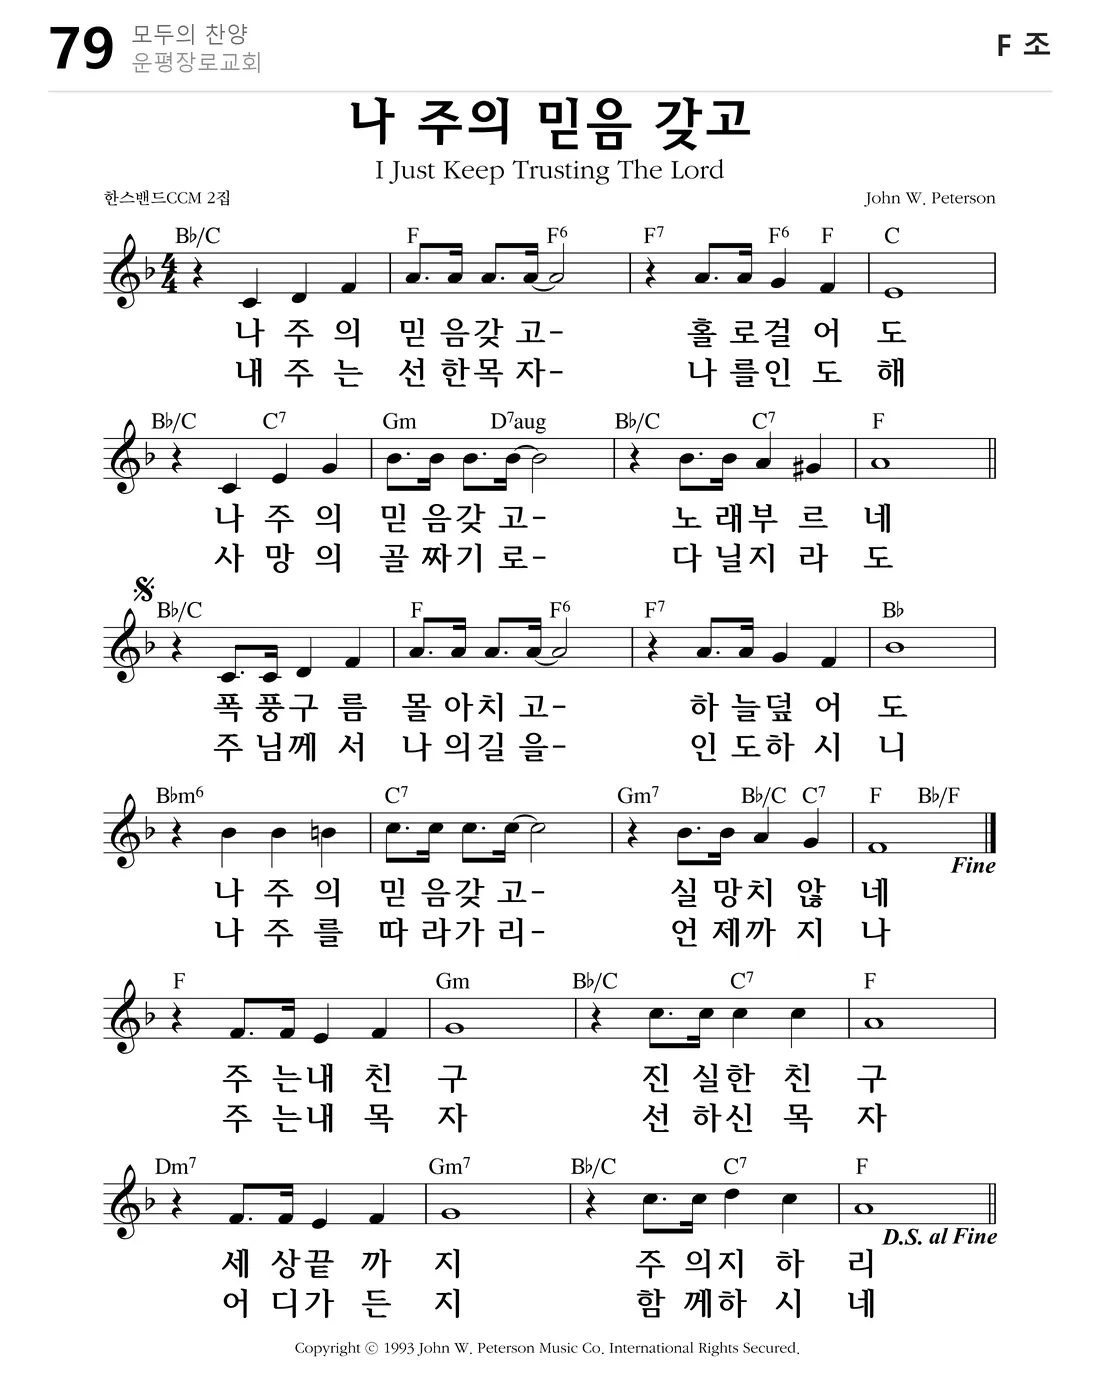 79
모두의 찬양
운평장로교회
F 조
나 주의 믿음 갖고
I Just Keep Trusting The Lord
한스밴드CCM 2집
John W. Peterson
B♭/C F F6 F7 F6 F C
나 주 의 믿 음갖 고- 홀 로걸 어 도
내 주 는 선 한목 자- 나 를인 도 해
B♭/C C7 Gm D7aug B♭/C C7 F
나 주 의 믿 음갖 고- 노 래부 르 네
사 망 의 골 짜기 로- 다 닐지 라 도
B♭/C F F6 F7 B♭
폭 풍구 름 몰 아치 고- 하 늘덮 어 도
주 님께 서 나 의길 을- 인 도하 시 니
B♭m6 C7 Gm7 B♭/C C7 F B♭/F
Fine
나 주 의 믿 음갖 고- 실 망치 않 네
나 주 를 따 라가 리- 언 제까 지 나
F Gm B♭/C C7 F
주 는내 친 구 진 실한 친 구
주 는내 목 자 선 하신 목 자
Dm7 Gm7 B♭/C C7 F
D.S. al Fine
세 상끝 까 지 주 의지 하 리
어 디가 든 지 함 께하 시 네
Copyright ⓒ 1993 John W. Peterson Music Co. International Rights Secured.